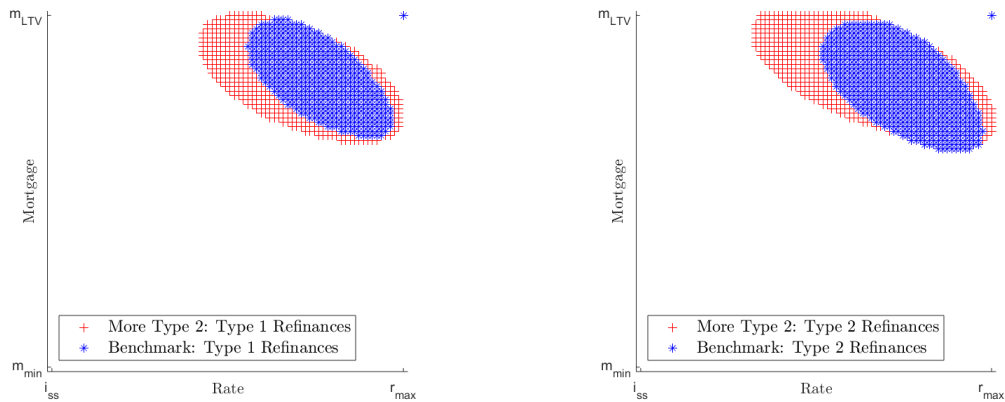 m_LTV
Mortgage
+ More Type 2: Type 1 Refinances
* Benchmark: Type 1 Refinances
m_min
i_ss
Rate
r_max
m_LTV
Mortgage
+ More Type 2: Type 2 Refinances
* Benchmark: Type 2 Refinances
m_min
i_ss
Rate
r_max